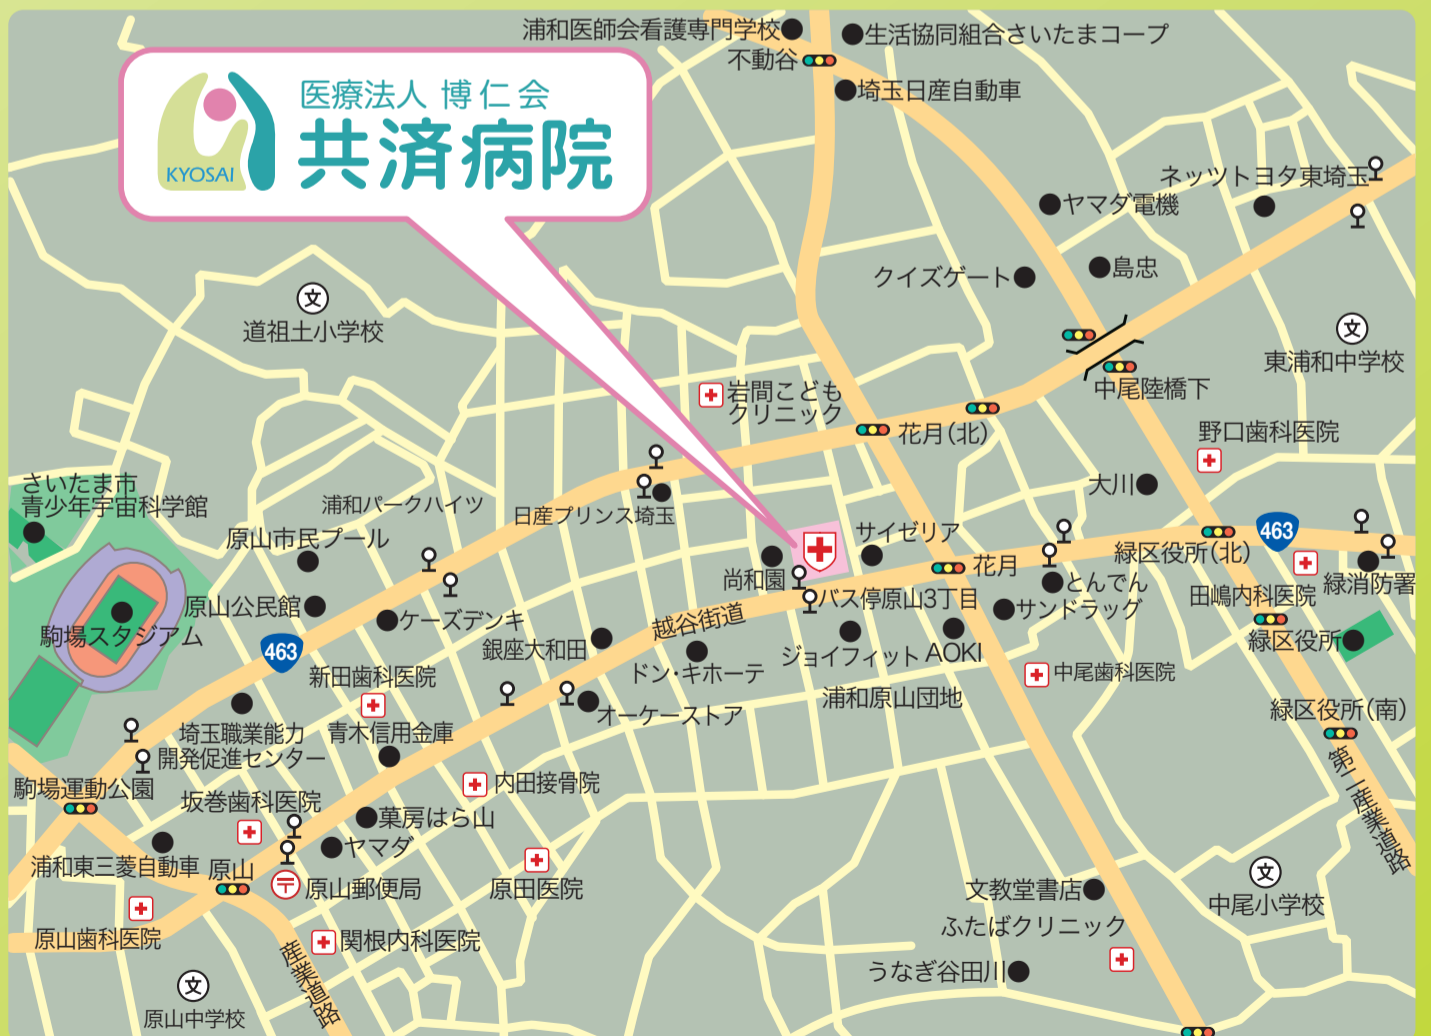 浦和医師会看護専門学校
生活協同組合さいたまコープ
不動谷
埼玉日産自動車
医療法人 博仁会
共済病院
KYOSAI
ネッツトヨタ東埼玉
ヤマダ電機
クイズゲート
島忠
文
道祖土小学校
文
東浦和中学校
中尾陸橋下
岩間こども
クリニック
花月(北)
野口歯科医院
さいたま市
青少年宇宙科学館
浦和パークハイツ
日産プリンス埼玉
大川
原山市民プール
サイゼリア
463
緑区役所(北)
尚和園
花月
とんでん
田嶋内科医院
緑消防署
原山公民館
ケーズデンキ
越谷街道
バス停原山3丁目
サンドラッグ
駒場スタジアム
463
銀座大和田
ドン・キホーテ
ジョイフィット
AOKI
緑区役所
新田歯科医院
中尾歯科医院
浦和原山団地
オーケーストア
緑区役所(南)
埼玉職業能力
開発促進センター
青木信用金庫
第二産業道路
駒場運動公園
坂巻歯科医院
内田接骨院
菓房はら山
ヤマダ
浦和東三菱自動車
原山
〒
原山郵便局
原田医院
文教堂書店
文
中尾小学校
ふたばクリニック
原山歯科医院
関根内科医院
産業道路
うなぎ谷田川
文
原山中学校